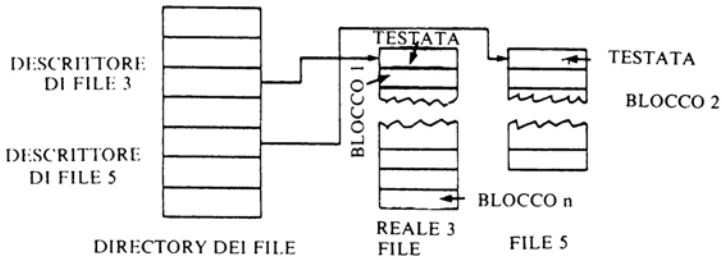 DESCRITTORE
DI FILE 3
DESCRITTORE
DI FILE 5
DIRECTORY DEI FILE
TESTATA
BLOCCO 1
BLOCCO n
REALE 3
FILE
TESTATA
BLOCCO 2
FILE 5